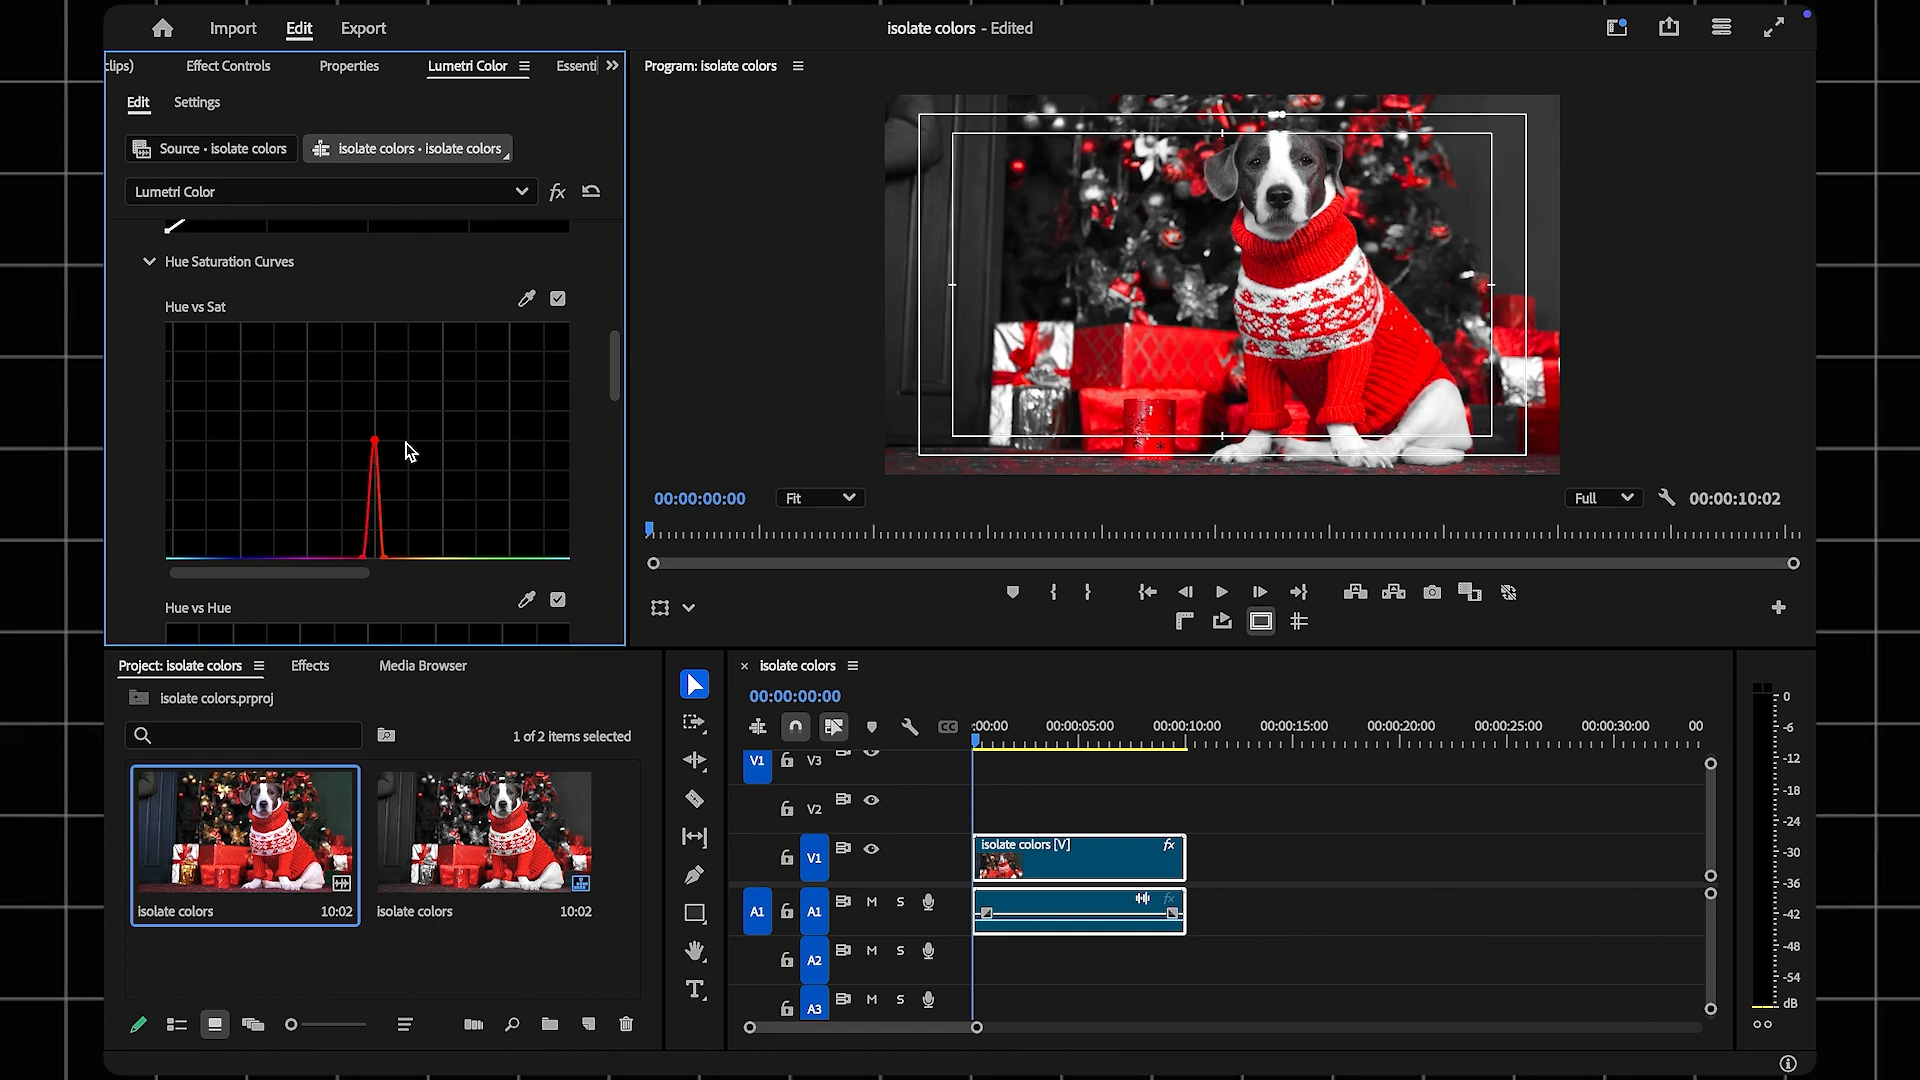 Import Edit Export
isolate colors - Edited
clips) Effect Controls Properties Lumetri Color Essenti
Program: isolate colors
Edit Settings
Source • isolate colors isolate colors • isolate colors
Lumetri Color fx
Hue Saturation Curves
Hue vs Sat
00:00:00:00 Fit Full 00:00:10:02
Hue vs Hue
Project: isolate colors Effects Media Browser
isolate colors.prproj
1 of 2 items selected
isolate colors 10:02
isolate colors 10:02
T
isolate colors
00:00:00:00
CC
:00:00 00:00:05:00 00:00:10:00 00:00:15:00 00:00:20:00 00:00:25:00 00:00:30:00 00
V1 V3
V2
V1
isolate colors [V] fx
A1 A1 M S
fx
A2 M S
A3 M S
0
-6
-12
-18
-24
-30
-36
-42
-48
-54
dB